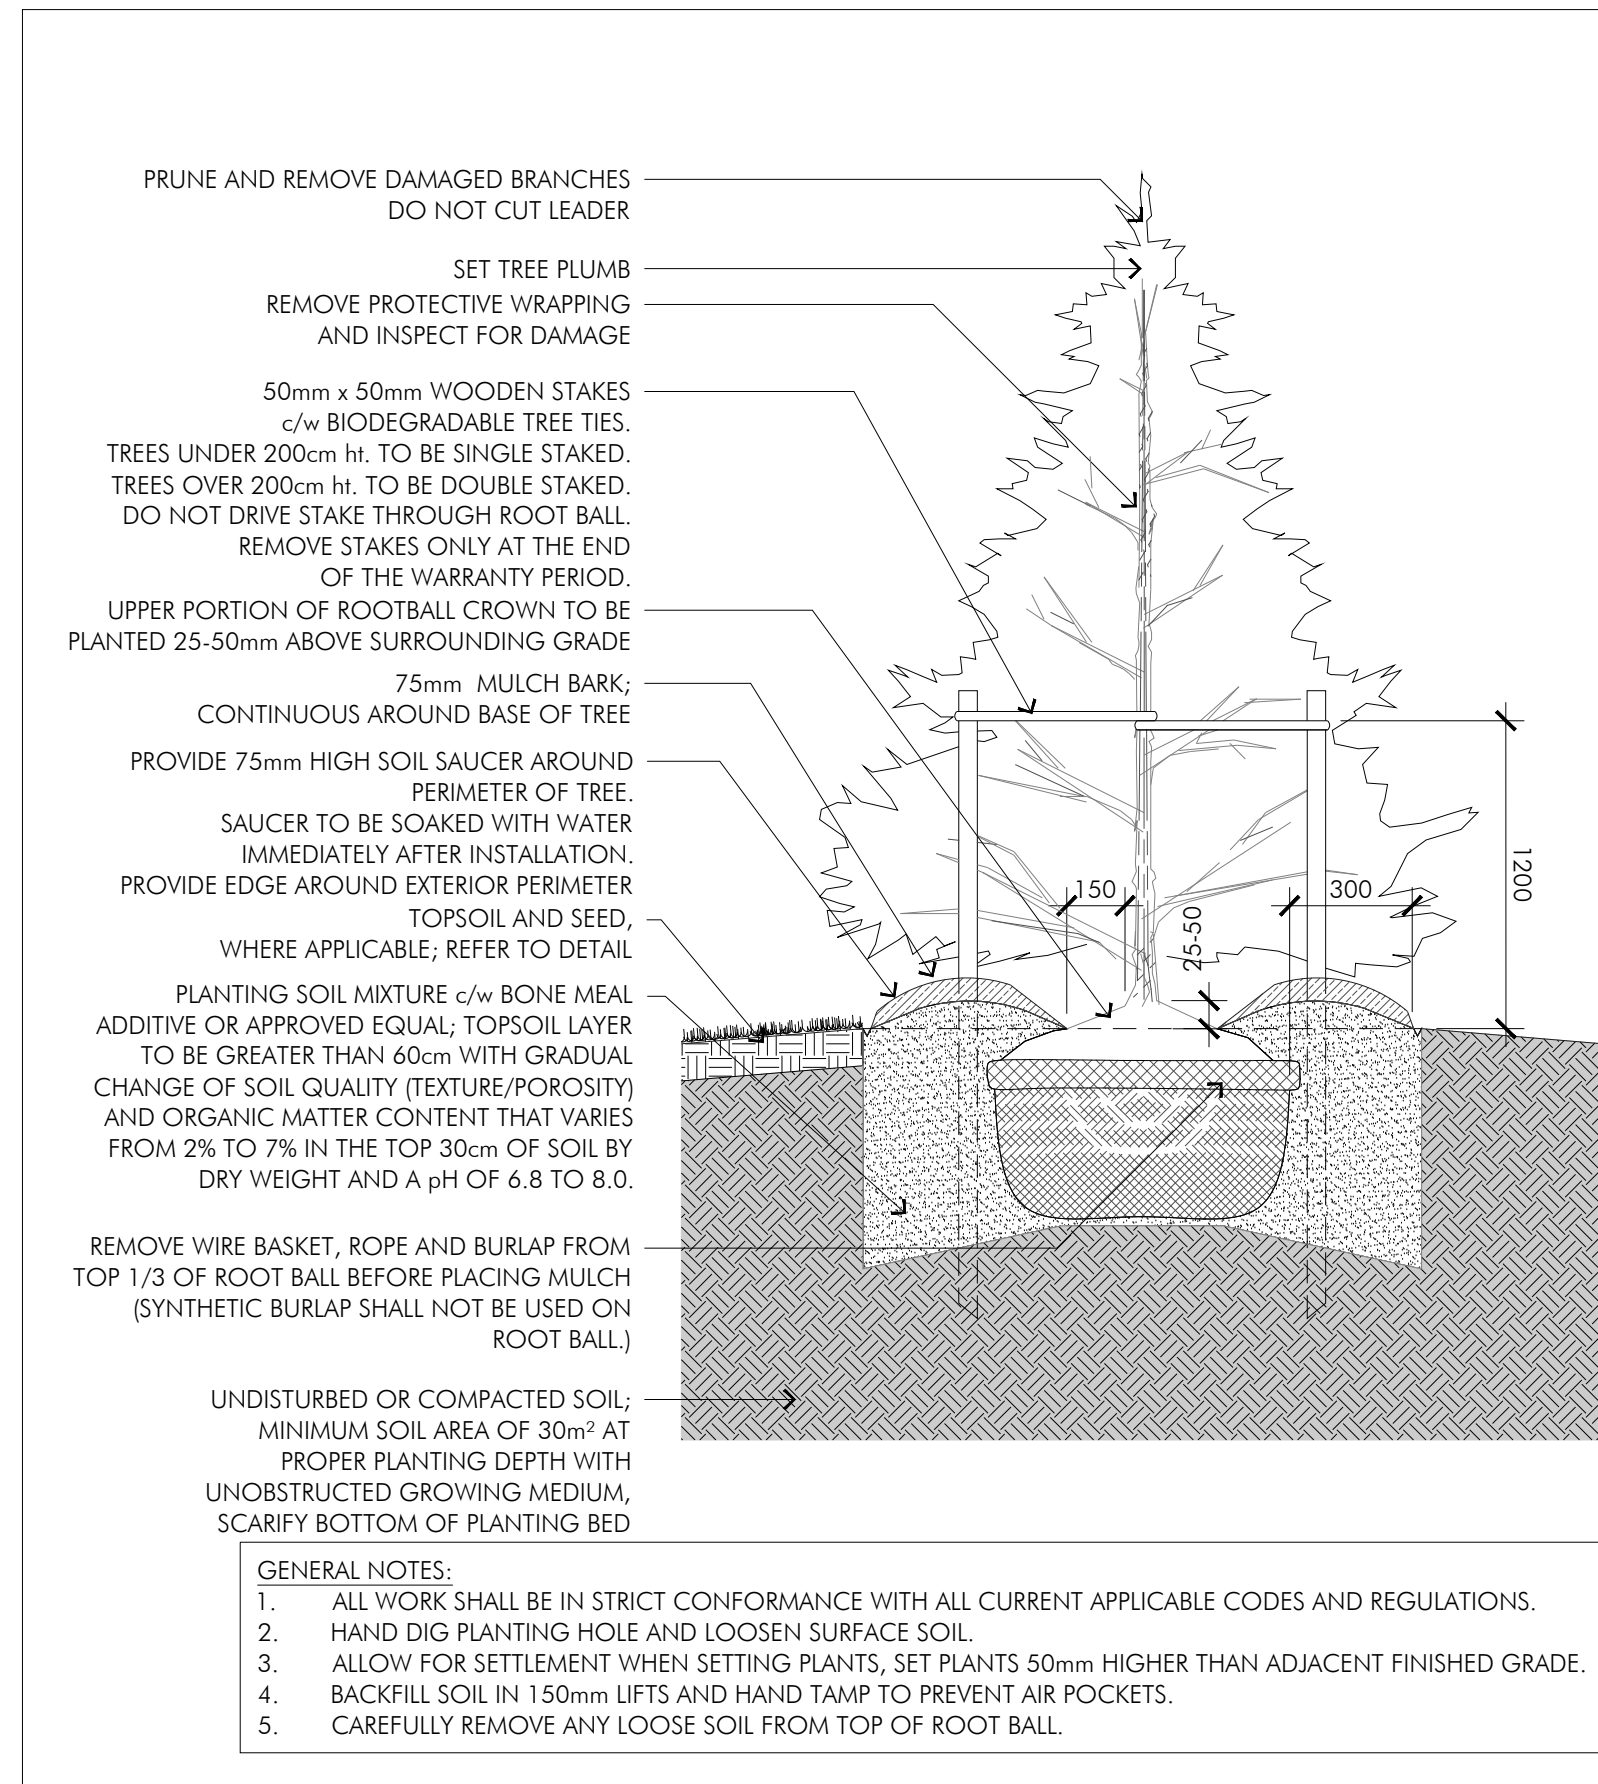 PRUNE AND REMOVE DAMAGED BRANCHES
DO NOT CUT LEADER
SET TREE PLUMB
REMOVE PROTECTIVE WRAPPING
AND INSPECT FOR DAMAGE
50mm x 50mm WOODEN STAKES
c/w BIODEGRADABLE TREE TIES.
TREES UNDER 200cm ht. TO BE SINGLE STAKED.
TREES OVER 200cm ht. TO BE DOUBLE STAKED.
DO NOT DRIVE STAKE THROUGH ROOT BALL.
REMOVE STAKES ONLY AT THE END
OF THE WARRANTY PERIOD.
UPPER PORTION OF ROOTBALL CROWN TO BE
PLANTED 25-50mm ABOVE SURROUNDING GRADE
75mm MULCH BARK;
CONTINUOUS AROUND BASE OF TREE
PROVIDE 75mm HIGH SOIL SAUCER AROUND
PERIMETER OF TREE.
SAUCER TO BE SOAKED WITH WATER
IMMEDIATELY AFTER INSTALLATION.
PROVIDE EDGE AROUND EXTERIOR PERIMETER
TOPSOIL AND SEED,
WHERE APPLICABLE; REFER TO DETAIL
PLANTING SOIL MIXTURE c/w BONE MEAL
ADDITIVE OR APPROVED EQUAL; TOPSOIL LAYER
TO BE GREATER THAN 60cm WITH GRADUAL
CHANGE OF SOIL QUALITY (TEXTURE/POROSITY)
AND ORGANIC MATTER CONTENT THAT VARIES
FROM 2% TO 7% IN THE TOP 30cm OF SOIL BY
DRY WEIGHT AND A pH OF 6.8 TO 8.0.
REMOVE WIRE BASKET, ROPE AND BURLAP FROM
TOP 1/3 OF ROOT BALL BEFORE PLACING MULCH
(SYNTHETIC BURLAP SHALL NOT BE USED ON
ROOT BALL.)
UNDISTURBED OR COMPACTED SOIL;
MINIMUM SOIL AREA OF 30m² AT
PROPER PLANTING DEPTH WITH
UNOBSTRUCTED GROWING MEDIUM,
SCARIFY BOTTOM OF PLANTING BED
150
25-50
300
1200
GENERAL NOTES:
1. ALL WORK SHALL BE IN STRICT CONFORMANCE WITH ALL CURRENT APPLICABLE CODES AND REGULATIONS.
2. HAND DIG PLANTING HOLE AND LOOSEN SURFACE SOIL.
3. ALLOW FOR SETTLEMENT WHEN SETTING PLANTS, SET PLANTS 50mm HIGHER THAN ADJACENT FINISHED GRADE.
4. BACKFILL SOIL IN 150mm LIFTS AND HAND TAMP TO PREVENT AIR POCKETS.
5. CAREFULLY REMOVE ANY LOOSE SOIL FROM TOP OF ROOT BALL.